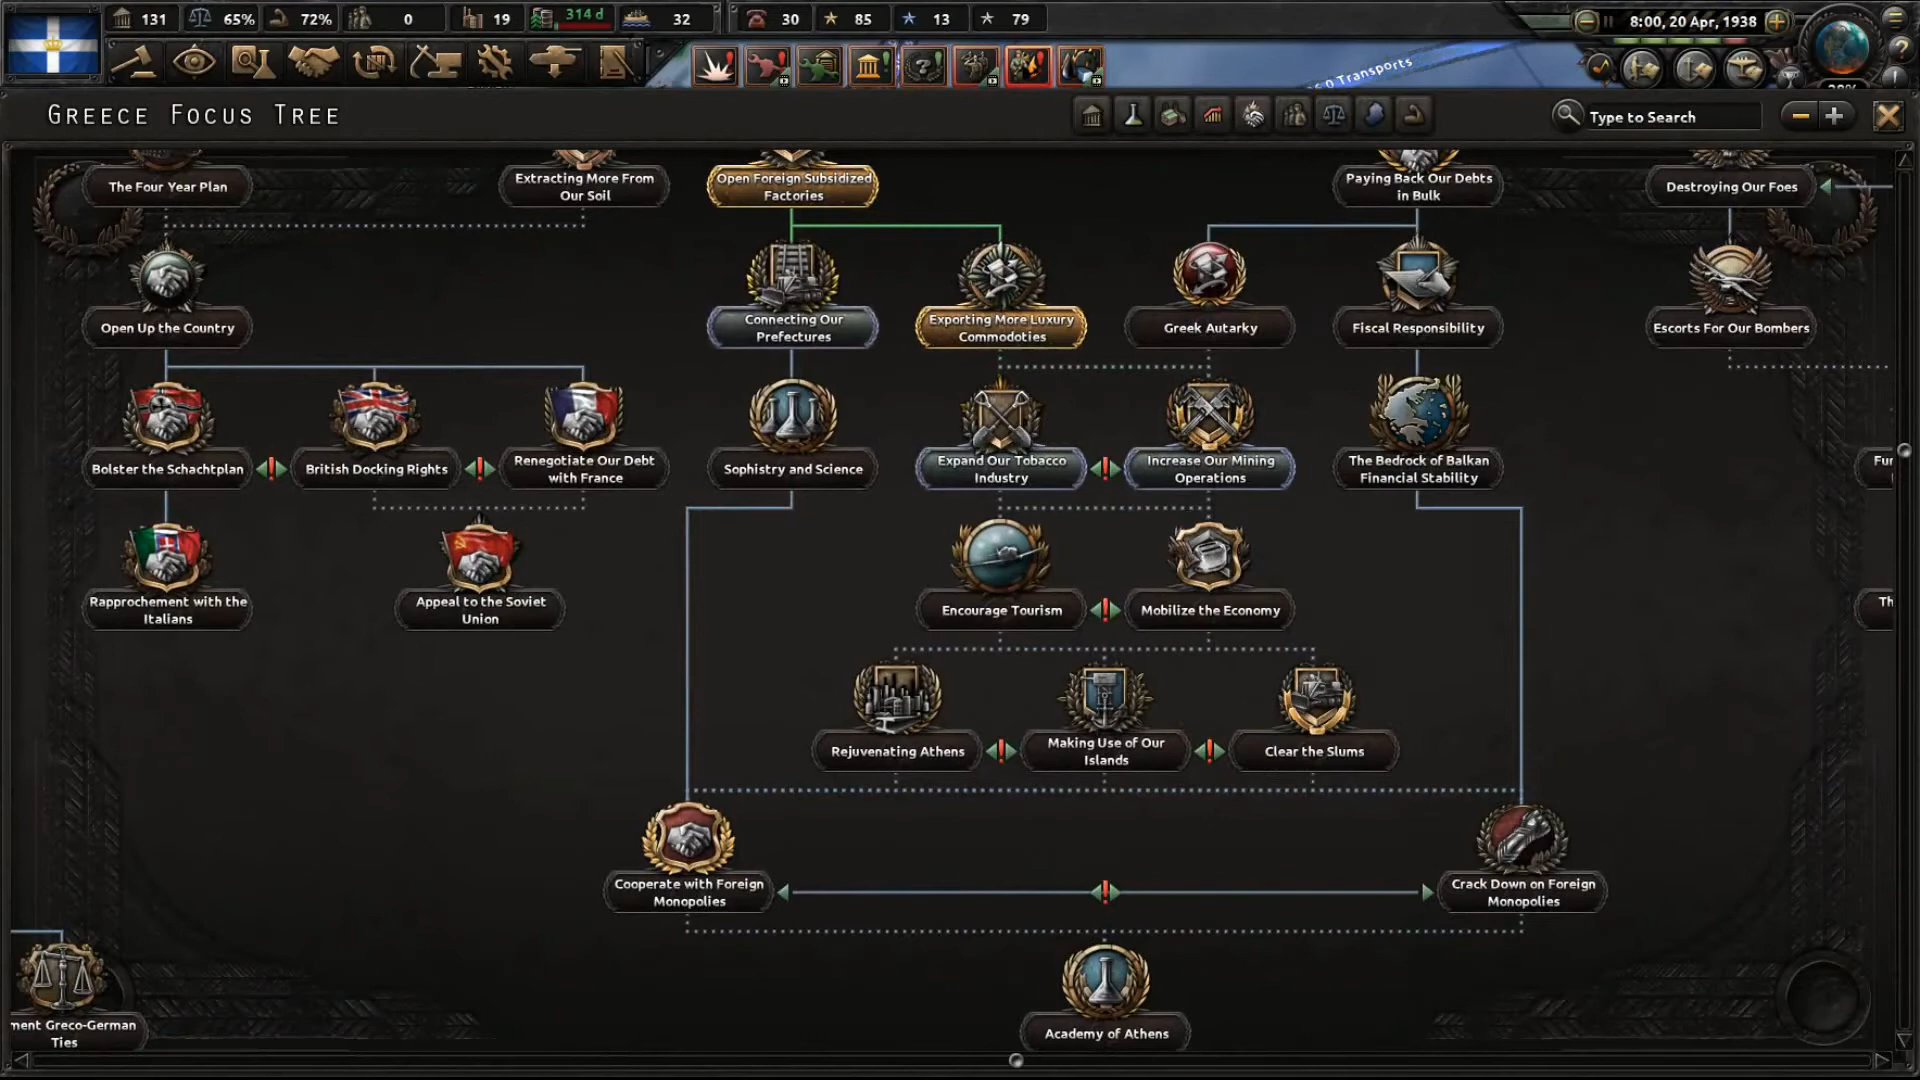 131
65%
72%
0
19
314 d
32
30
85
13
79
8:00, 20 Apr, 1938
0 Transports
Greece Focus Tree
Type to Search
The Four Year Plan
Extracting More From
Our Soil
Open Foreign Subsidized
Factories
Paying Back Our Debts
in Bulk
Destroying Our Foes
Open Up the Country
Connecting Our
Prefectures
Exporting More Luxury
Commodoties
Greek Autarky
Fiscal Responsibility
Escorts For Our Bombers
Bolster the Schachtplan
British Docking Rights
Renegotiate Our Debt
with France
Sophistry and Science
Expand Our Tobacco
Industry
Increase Our Mining
Operations
The Bedrock of Balkan
Financial Stability
Fur
Rapprochement with the
Italians
Appeal to the Soviet
Union
Encourage Tourism
Mobilize the Economy
Th
Rejuvenating Athens
Making Use of Our
Islands
Clear the Slums
Cooperate with Foreign
Monopolies
Crack Down on Foreign
Monopolies
ment Greco-German
Ties
Academy of Athens